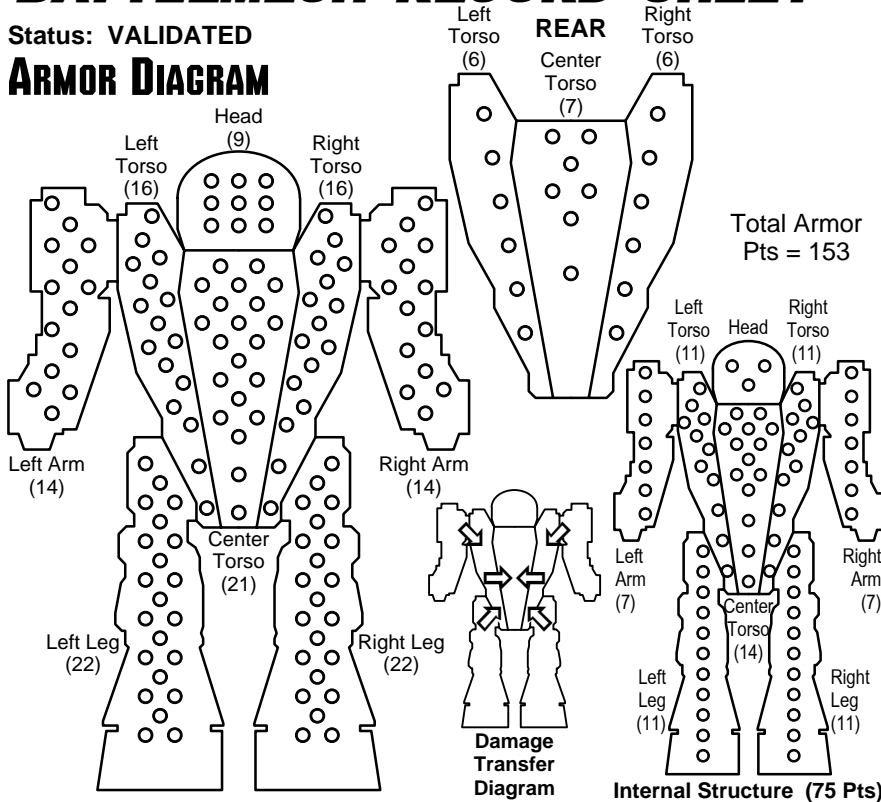 BATTLEMECH RECORD SHEET
Status: VALIDATED
ARMOR DIAGRAM
Left
Torso
(16)
Head
(9)
Right
Torso
(16)
Left
Torso
(6)
REAR
Center
Torso
(7)
Right
Torso
(6)
Total Armor
Pts = 153
Left Arm
(14)
Right Arm
(14)
Center
Torso
(21)
Left Leg
(22)
Right Leg
(22)
Damage
Transfer
Diagram
Left
Torso
(11)
Head
Right
Torso
(11)
Left
Arm
(7)
Right
Arm
(7)
Center
Torso
(14)
Left
Leg
(11)
Right
Leg
(11)
Internal Structure (75 Pts)